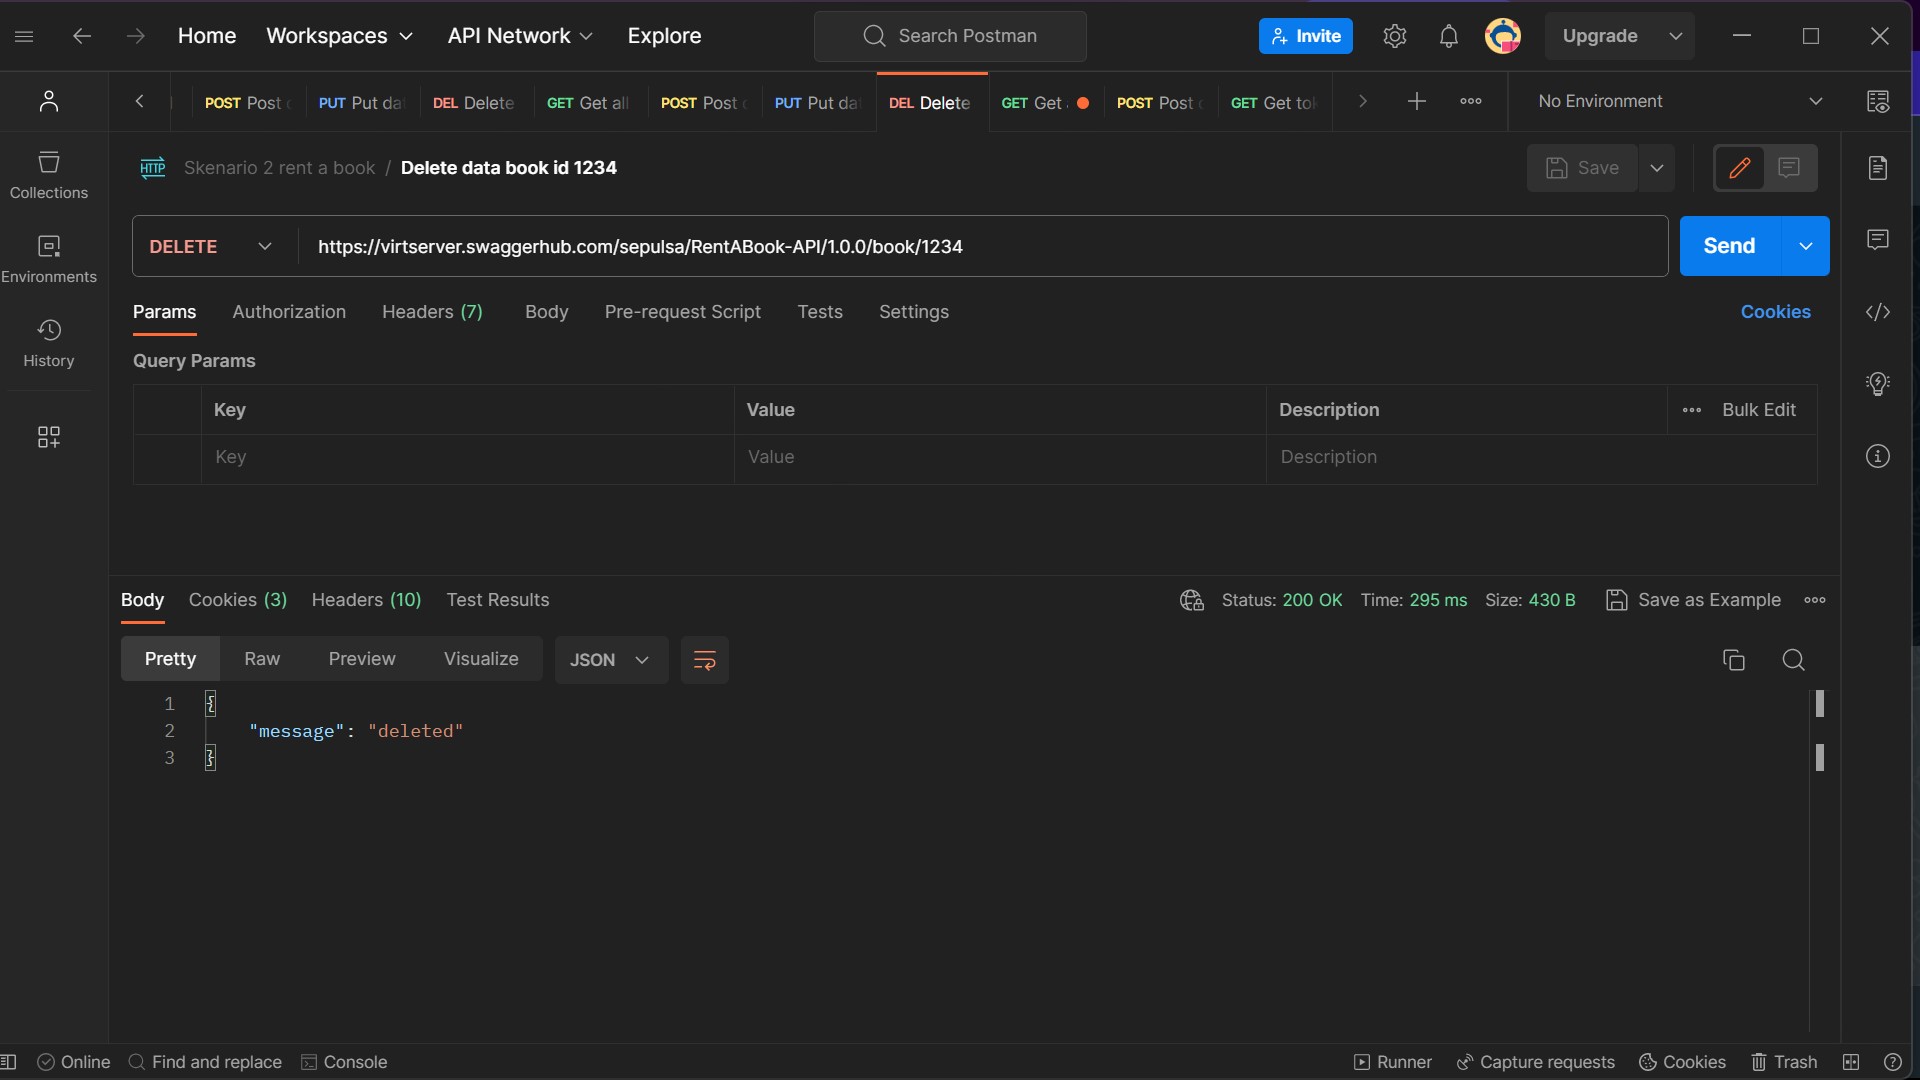 Home Workspaces API Network Explore Search Postman Invite Upgrade
POST Post PUT Put da DEL Delete GET Get all POST Post PUT Put da DEL Delete GET Get POST Post GET Get to No Environment
Skenario 2 rent a book / Delete data book id 1234 Save
Collections
DELETE https://virtserver.swaggerhub.com/sepulsa/RentABook-API/1.0.0/book/1234 Send
Environments
Params Authorization Headers (7) Body Pre-request Script Tests Settings Cookies
History
Query Params
Key Value Description Bulk Edit
Key Value Description
Body Cookies (3) Headers (10) Test Results Status: 200 OK Time: 295 ms Size: 430 B Save as Example
Pretty Raw Preview Visualize JSON
1 {
2 "message": "deleted"
3 }
Online Find and replace Console Runner Capture requests Cookies Trash